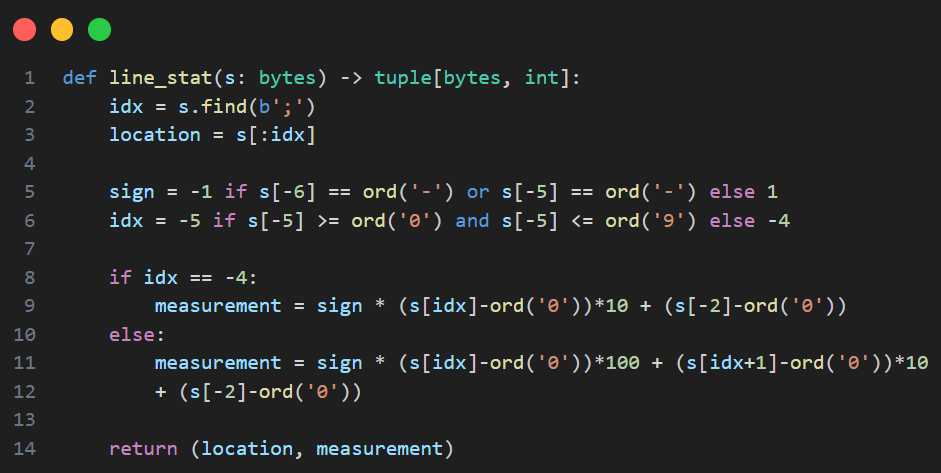 1 def line_stat(s: bytes) -> tuple[bytes, int]:
2     idx = s.find(b';')
3     location = s[:idx]
4
5     sign = -1 if s[-6] == ord('-') or s[-5] == ord('-') else 1
6     idx = -5 if s[-5] >= ord('0') and s[-5] <= ord('9') else -4
7
8     if idx == -4:
9         measurement = sign * (s[idx]-ord('0'))*10 + (s[-2]-ord('0'))
10     else:
11         measurement = sign * (s[idx]-ord('0'))*100 + (s[idx+1]-ord('0'))*10
12         + (s[-2]-ord('0'))
13
14     return (location, measurement)